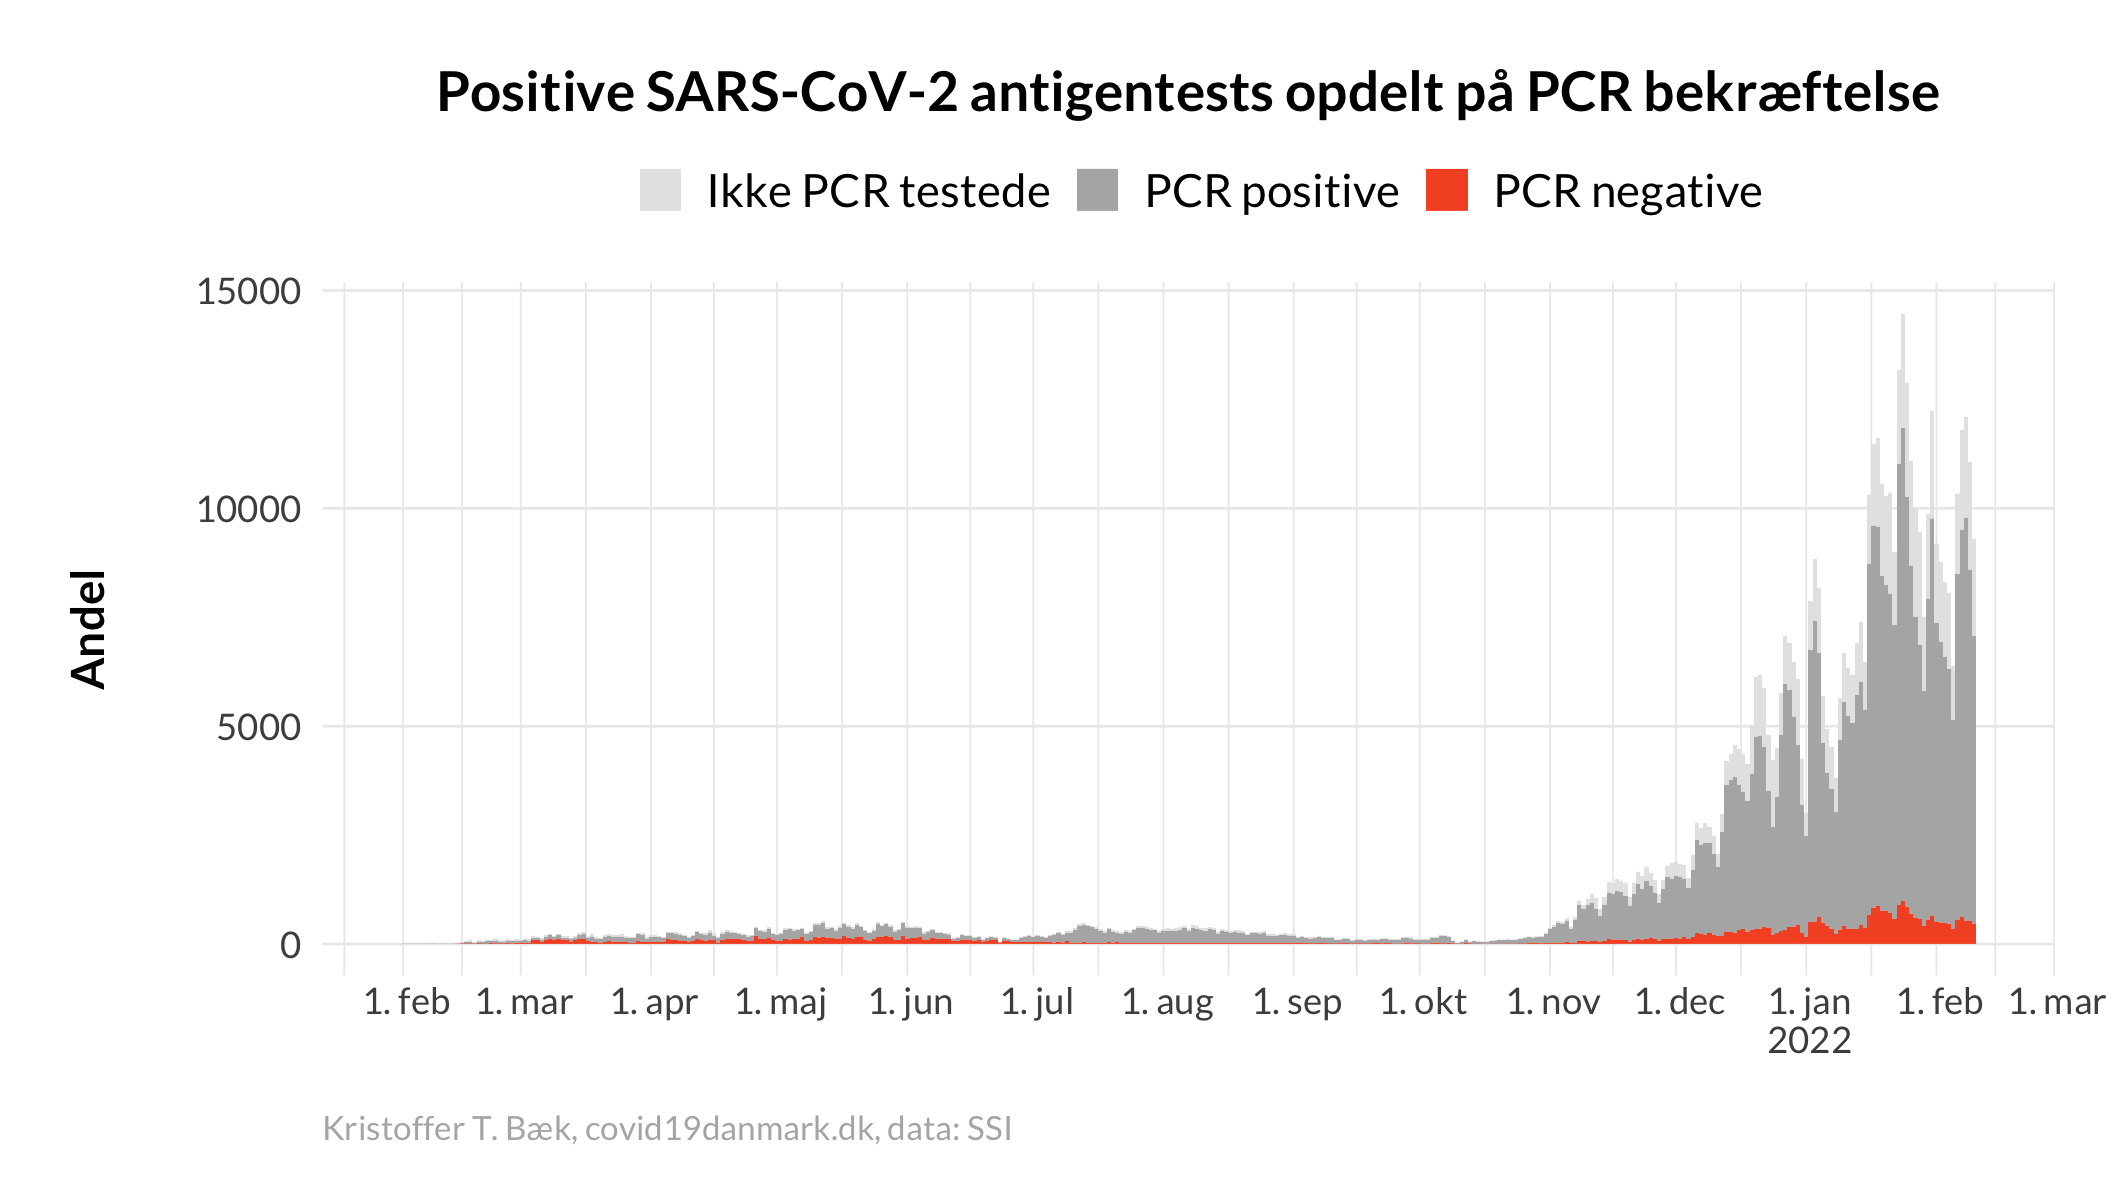 Positive SARS-CoV-2 antigentests opdelt på PCR bekræftelse
Ikke PCR testede PCR positive PCR negative
15000
10000
5000
0
Andel
1. feb 1. mar 1. apr 1. maj 1. jun 1. jul 1. aug 1. sep 1. okt 1. nov 1. dec 1. jan 1. feb 1. mar
2022
Kristoffer T. Bæk, covid19danmark.dk, data: SSI